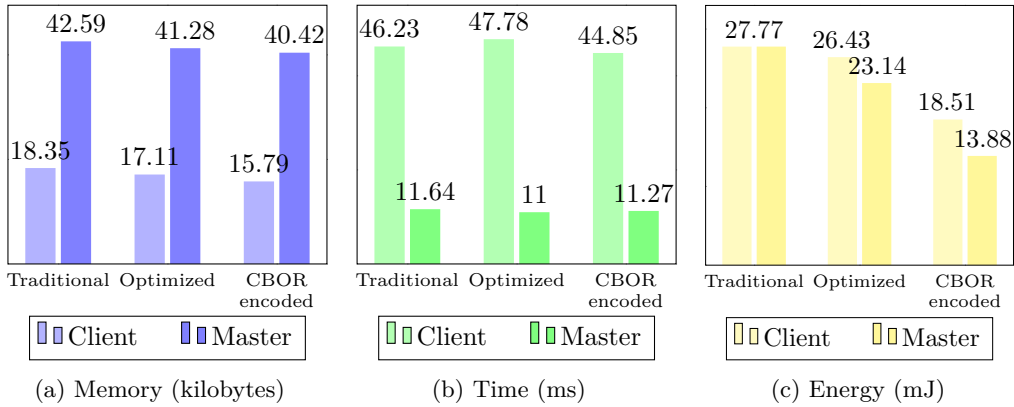 42.59
41.28
40.42
18.35
17.11
15.79
Traditional
Optimized
CBOR
encoded
Client
Master
(a) Memory (kilobytes)
46.23
47.78
44.85
11.64
11
11.27
Traditional
Optimized
CBOR
encoded
Client
Master
(b) Time (ms)
27.77
26.43
23.14
18.51
13.88
Traditional
Optimized
CBOR
encoded
Client
Master
(c) Energy (mJ)